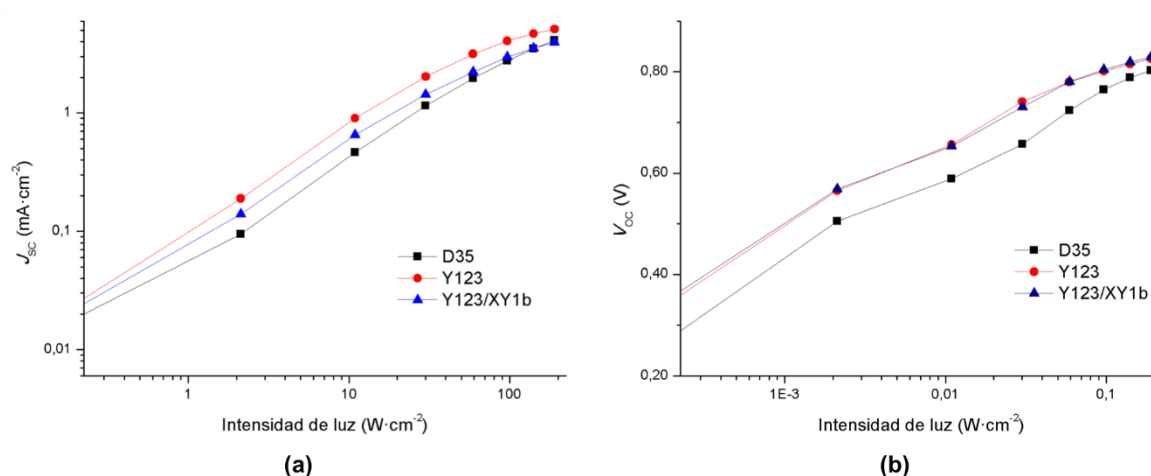 1
0,1
0,01
J_SC (mA·cm⁻²)
D35
Y123
Y123/XY1b
1
10
100
Intensidad de luz (W·cm⁻²)
(a)
0,80
0,60
0,40
0,20
V_OC (V)
D35
Y123
Y123/XY1b
1E-3
0,01
0,1
Intensidad de luz (W·cm⁻²)
(b)